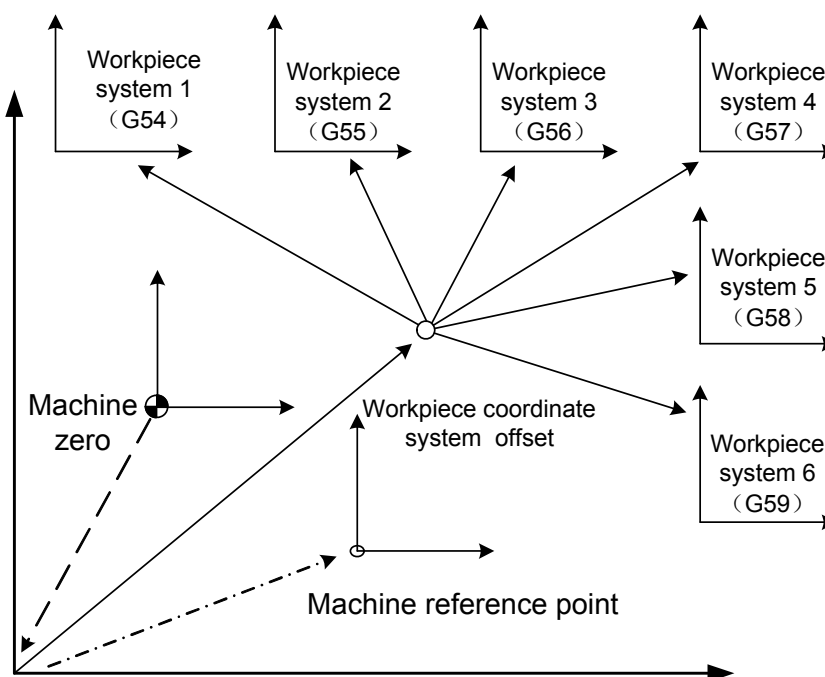 Workpiece
system 1
（G54）
Workpiece
system 2
（G55）
Workpiece
system 3
（G56）
Workpiece
system 4
（G57）
Workpiece
system 5
（G58）
Machine
zero
Workpiece coordinate
system offset
Workpiece
system 6
（G59）
Machine reference point